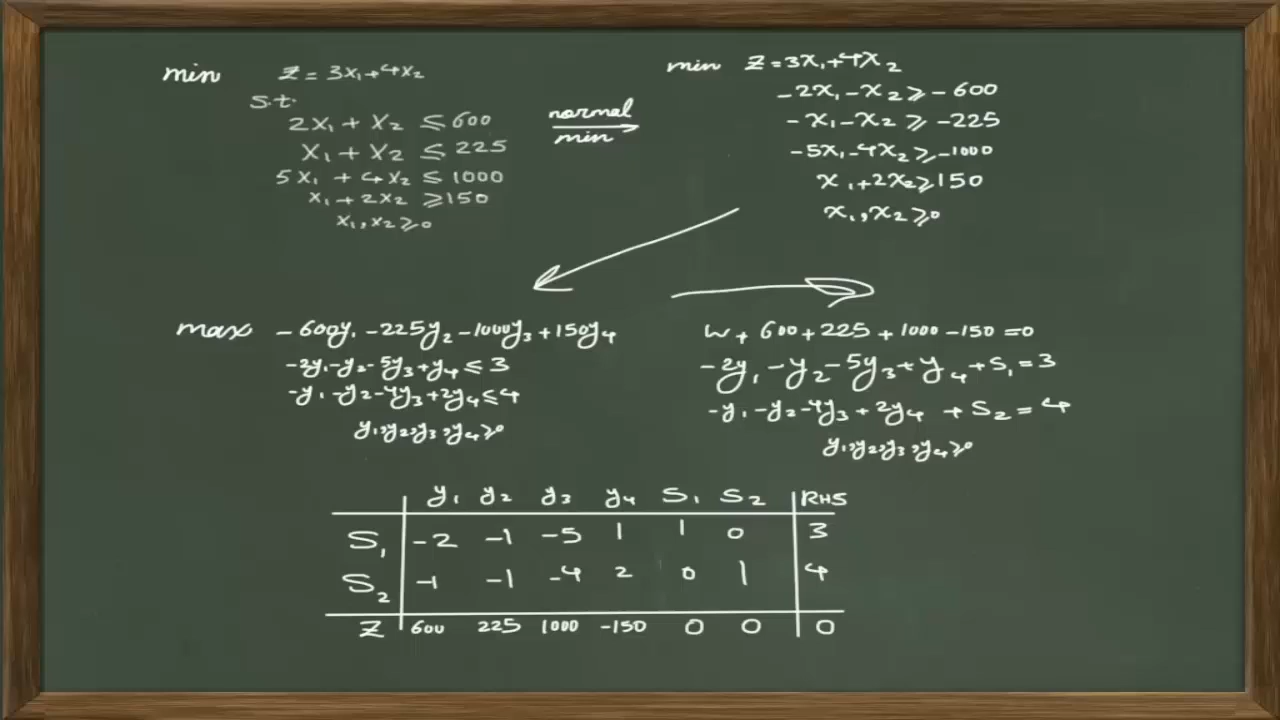 min Z = 3x₁+4x₂
s.t.
2x₁ + x₂ ≤ 600
x₁ + x₂ ≤ 225
5x₁ + 4x₂ ≤ 1000
x₁ + 2x₂ ≥ 150
x₁, x₂ ≥ 0
normal
min
min Z = 3x₁+4x₂
-2x₁ - x₂ ≥ -600
-x₁ - x₂ ≥ -225
-5x₁ - 4x₂ ≥ -1000
x₁+2x₂ ≥ 150
x₁, x₂ ≥ 0
max -600y₁ -225y₂ -1000y₃ +150y₄
-2y₁ -y₂ -5y₃ +y₄ ≤ 3
-y₁ -y₂ -4y₃ +2y₄ ≤ 4
y₁, y₂, y₃, y₄ ≥ 0
W + 600 + 225 + 1000 - 150 = 0
-2y₁ - y₂ - 5y₃ + y₄ + S₁ = 3
-y₁ - y₂ - 4y₃ + 2y₄ + S₂ = 4
y₁, y₂, y₃, y₄ ≥ 0
y₁ y₂ y₃ y₄ S₁ S₂ RHS
S₁ -2 -1 -5 1 1 0 3
S₂ -1 -1 -4 2 0 1 4
Z 600 225 1000 -150 0 0 0